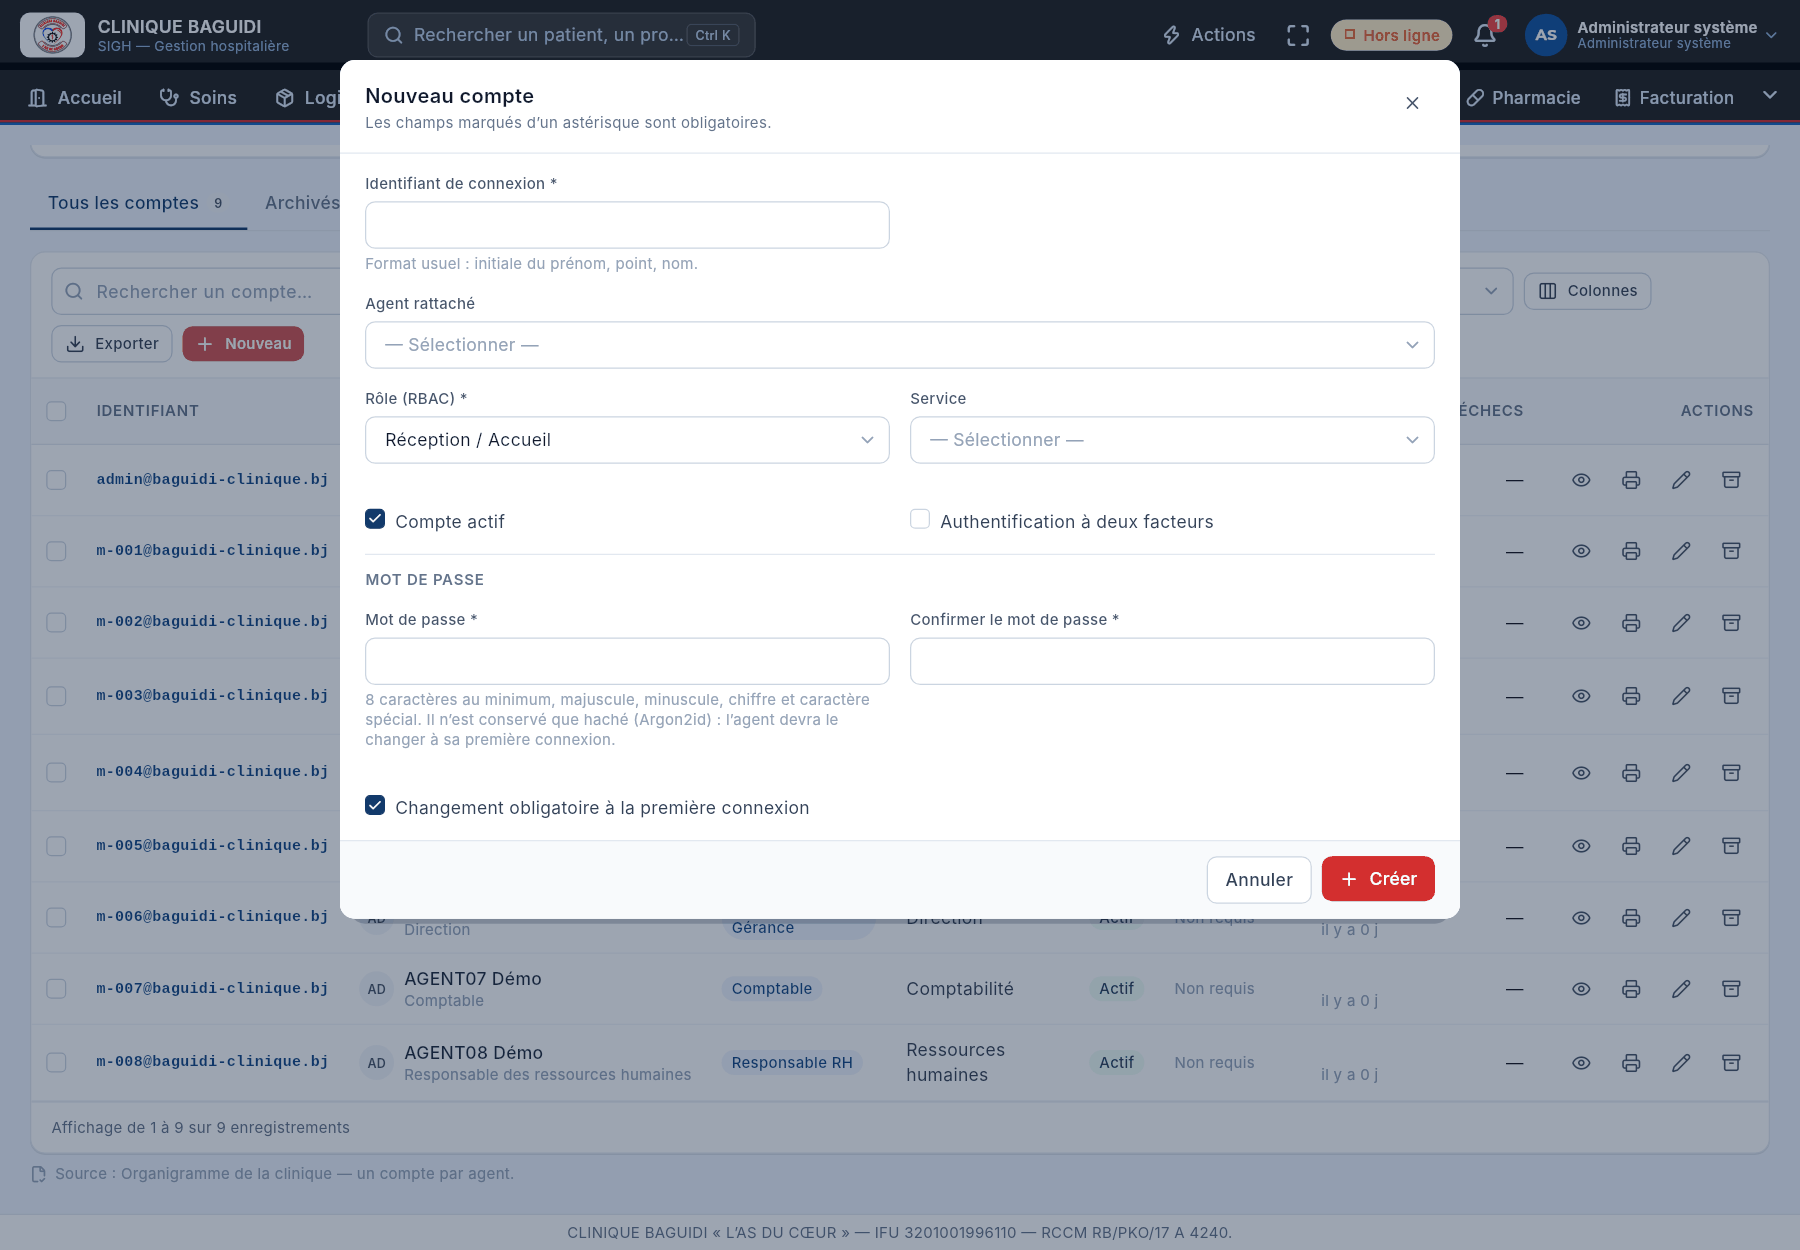 CLINIQUE BAGUIDI
SIGH — Gestion hospitalière
Rechercher un patient, un pro...
Ctrl K
Actions
Hors ligne
1
AS
Administrateur système
Administrateur système
Accueil
Soins
Logi
Pharmacie
Facturation
Nouveau compte
Les champs marqués d’un astérisque sont obligatoires.
Tous les comptes 9
Archivés
Rechercher un compte...
Colonnes
Exporter
Nouveau
IDENTIFIANT
ÉCHECS
ACTIONS
Identifiant de connexion *
Format usuel : initiale du prénom, point, nom.
Agent rattaché
— Sélectionner —
Rôle (RBAC) *
Réception / Accueil
Service
— Sélectionner —
Compte actif
Authentification à deux facteurs
MOT DE PASSE
Mot de passe *
Confirmer le mot de passe *
8 caractères au minimum, majuscule, minuscule, chiffre et caractère
spécial. Il n’est conservé que haché (Argon2id) : l’agent devra le
changer à sa première connexion.
Changement obligatoire à la première connexion
Annuler
Créer
admin@baguidi-clinique.bj —
m-001@baguidi-clinique.bj —
m-002@baguidi-clinique.bj —
m-003@baguidi-clinique.bj —
m-004@baguidi-clinique.bj —
m-005@baguidi-clinique.bj —
m-006@baguidi-clinique.bj AD Direction Gérance Direction Actif Non requis il y a 0 j —
m-007@baguidi-clinique.bj AD AGENT07 Démo Comptable Comptabilité Actif Non requis —
Comptable il y a 0 j
m-008@baguidi-clinique.bj AD AGENT08 Démo Responsable RH Ressources humaines Actif Non requis —
Responsable des ressources humaines il y a 0 j
Affichage de 1 à 9 sur 9 enregistrements
Source : Organigramme de la clinique — un compte par agent.
CLINIQUE BAGUIDI « L’AS DU CŒUR » — IFU 3201001996110 — RCCM RB/PKO/17 A 4240.